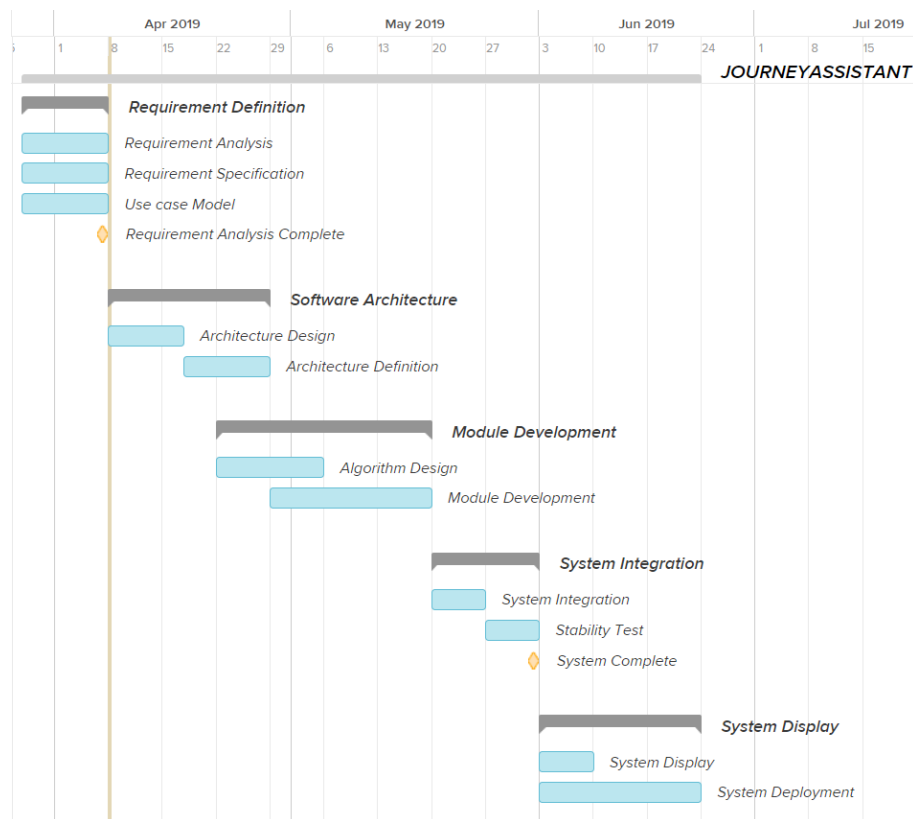 Apr 2019 May 2019 Jun 2019 Jul 2019
1 8 15 22 29 6 13 20 27 3 10 17 24 1 8 15
JOURNEYASSISTANT
Requirement Definition
Requirement Analysis
Requirement Specification
Use case Model
Requirement Analysis Complete
Software Architecture
Architecture Design
Architecture Definition
Module Development
Algorithm Design
Module Development
System Integration
System Integration
Stability Test
System Complete
System Display
System Display
System Deployment